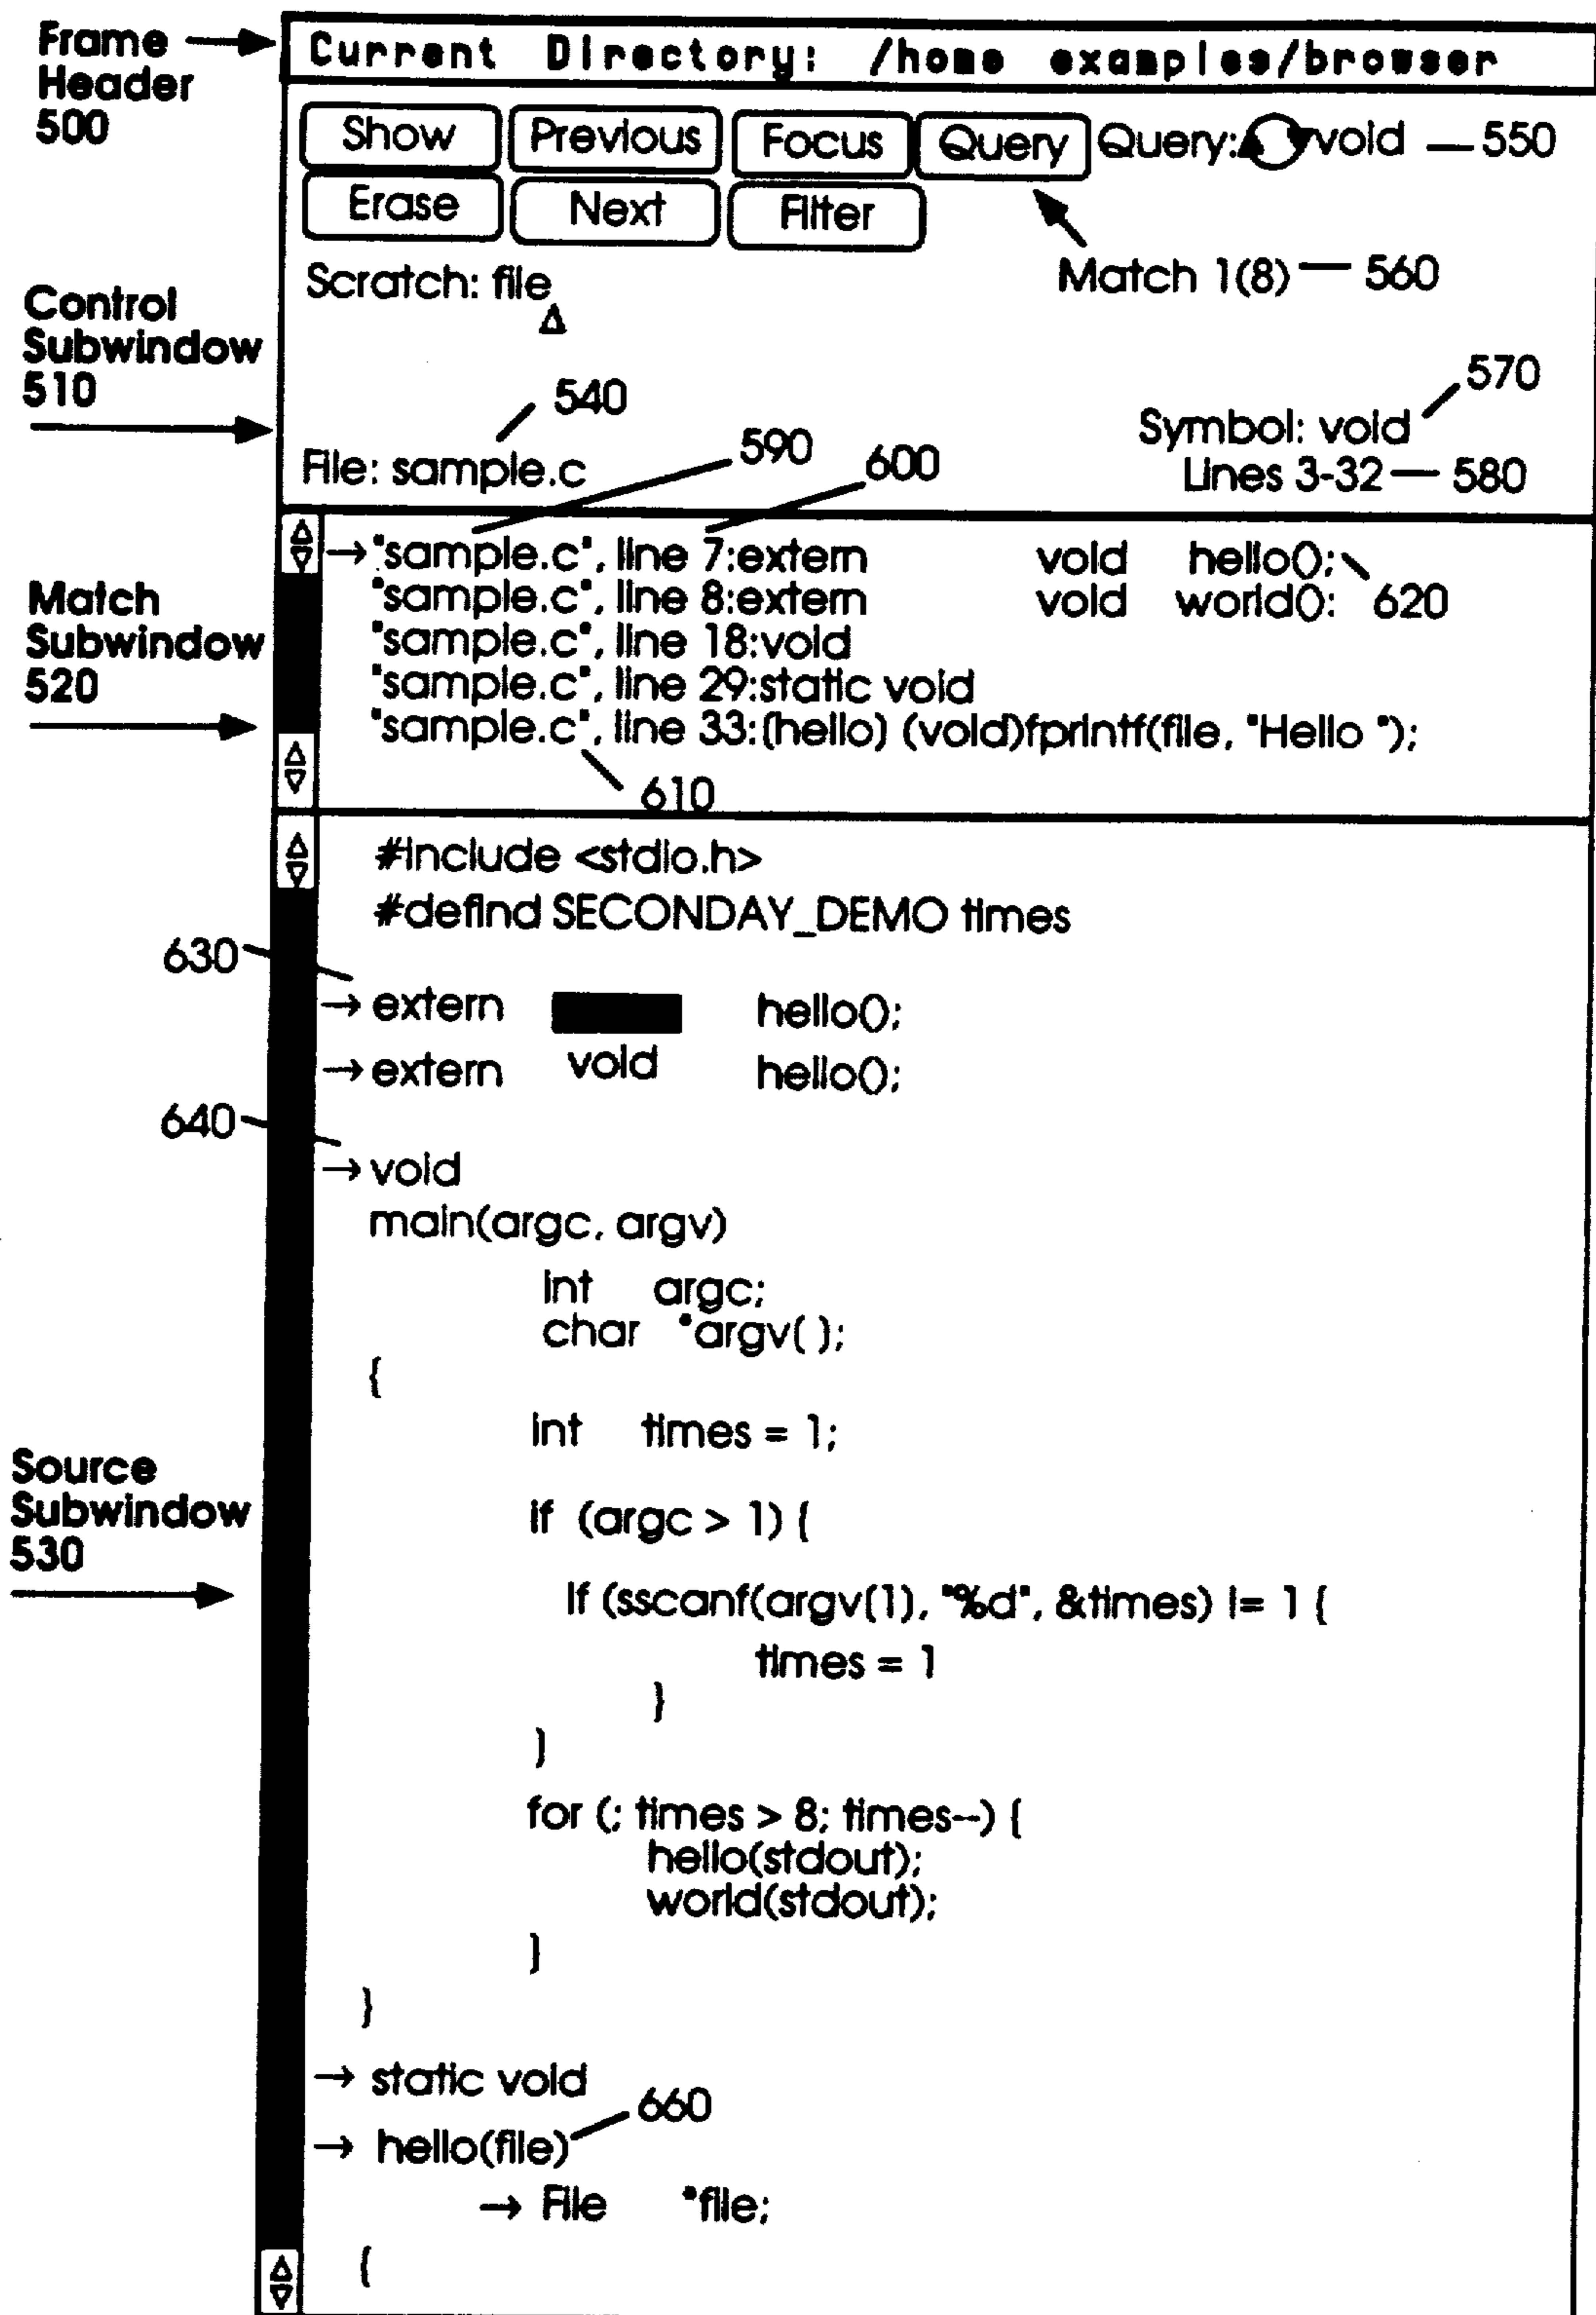 Frame Header 500
Current Directory: /home examples/browser
Show Previous Focus Query Query: void 550
Erase Next Filter
Match 1(8) 560
Scratch: file
Control Subwindow 510
540
570
Symbol: void
590 600
File: sample.c
Lines 3-32 580
Match Subwindow 520
→"sample.c", line 7:extern void hello();
"sample.c", line 8:extern void world(): 620
"sample.c", line 18:void
"sample.c", line 29:static void
"sample.c", line 33:(hello) (void)fprintf(file, "Hello ");
610
#include <stdio.h>
#defind SECONDAY_DEMO times
630
→ extern hello();
→ extern void hello();
640
→ void
main(argc, argv)
int argc;
char *argv( );
{
int times = 1;
Source Subwindow 530
if (argc > 1) {
if (sscanf(argv(1), "%d", &times) != 1 {
times = 1
}
}
for (; times > 8; times--) {
hello(stdout);
world(stdout);
}
}
→ static void
660
→ hello(file)
→ File *file;
{